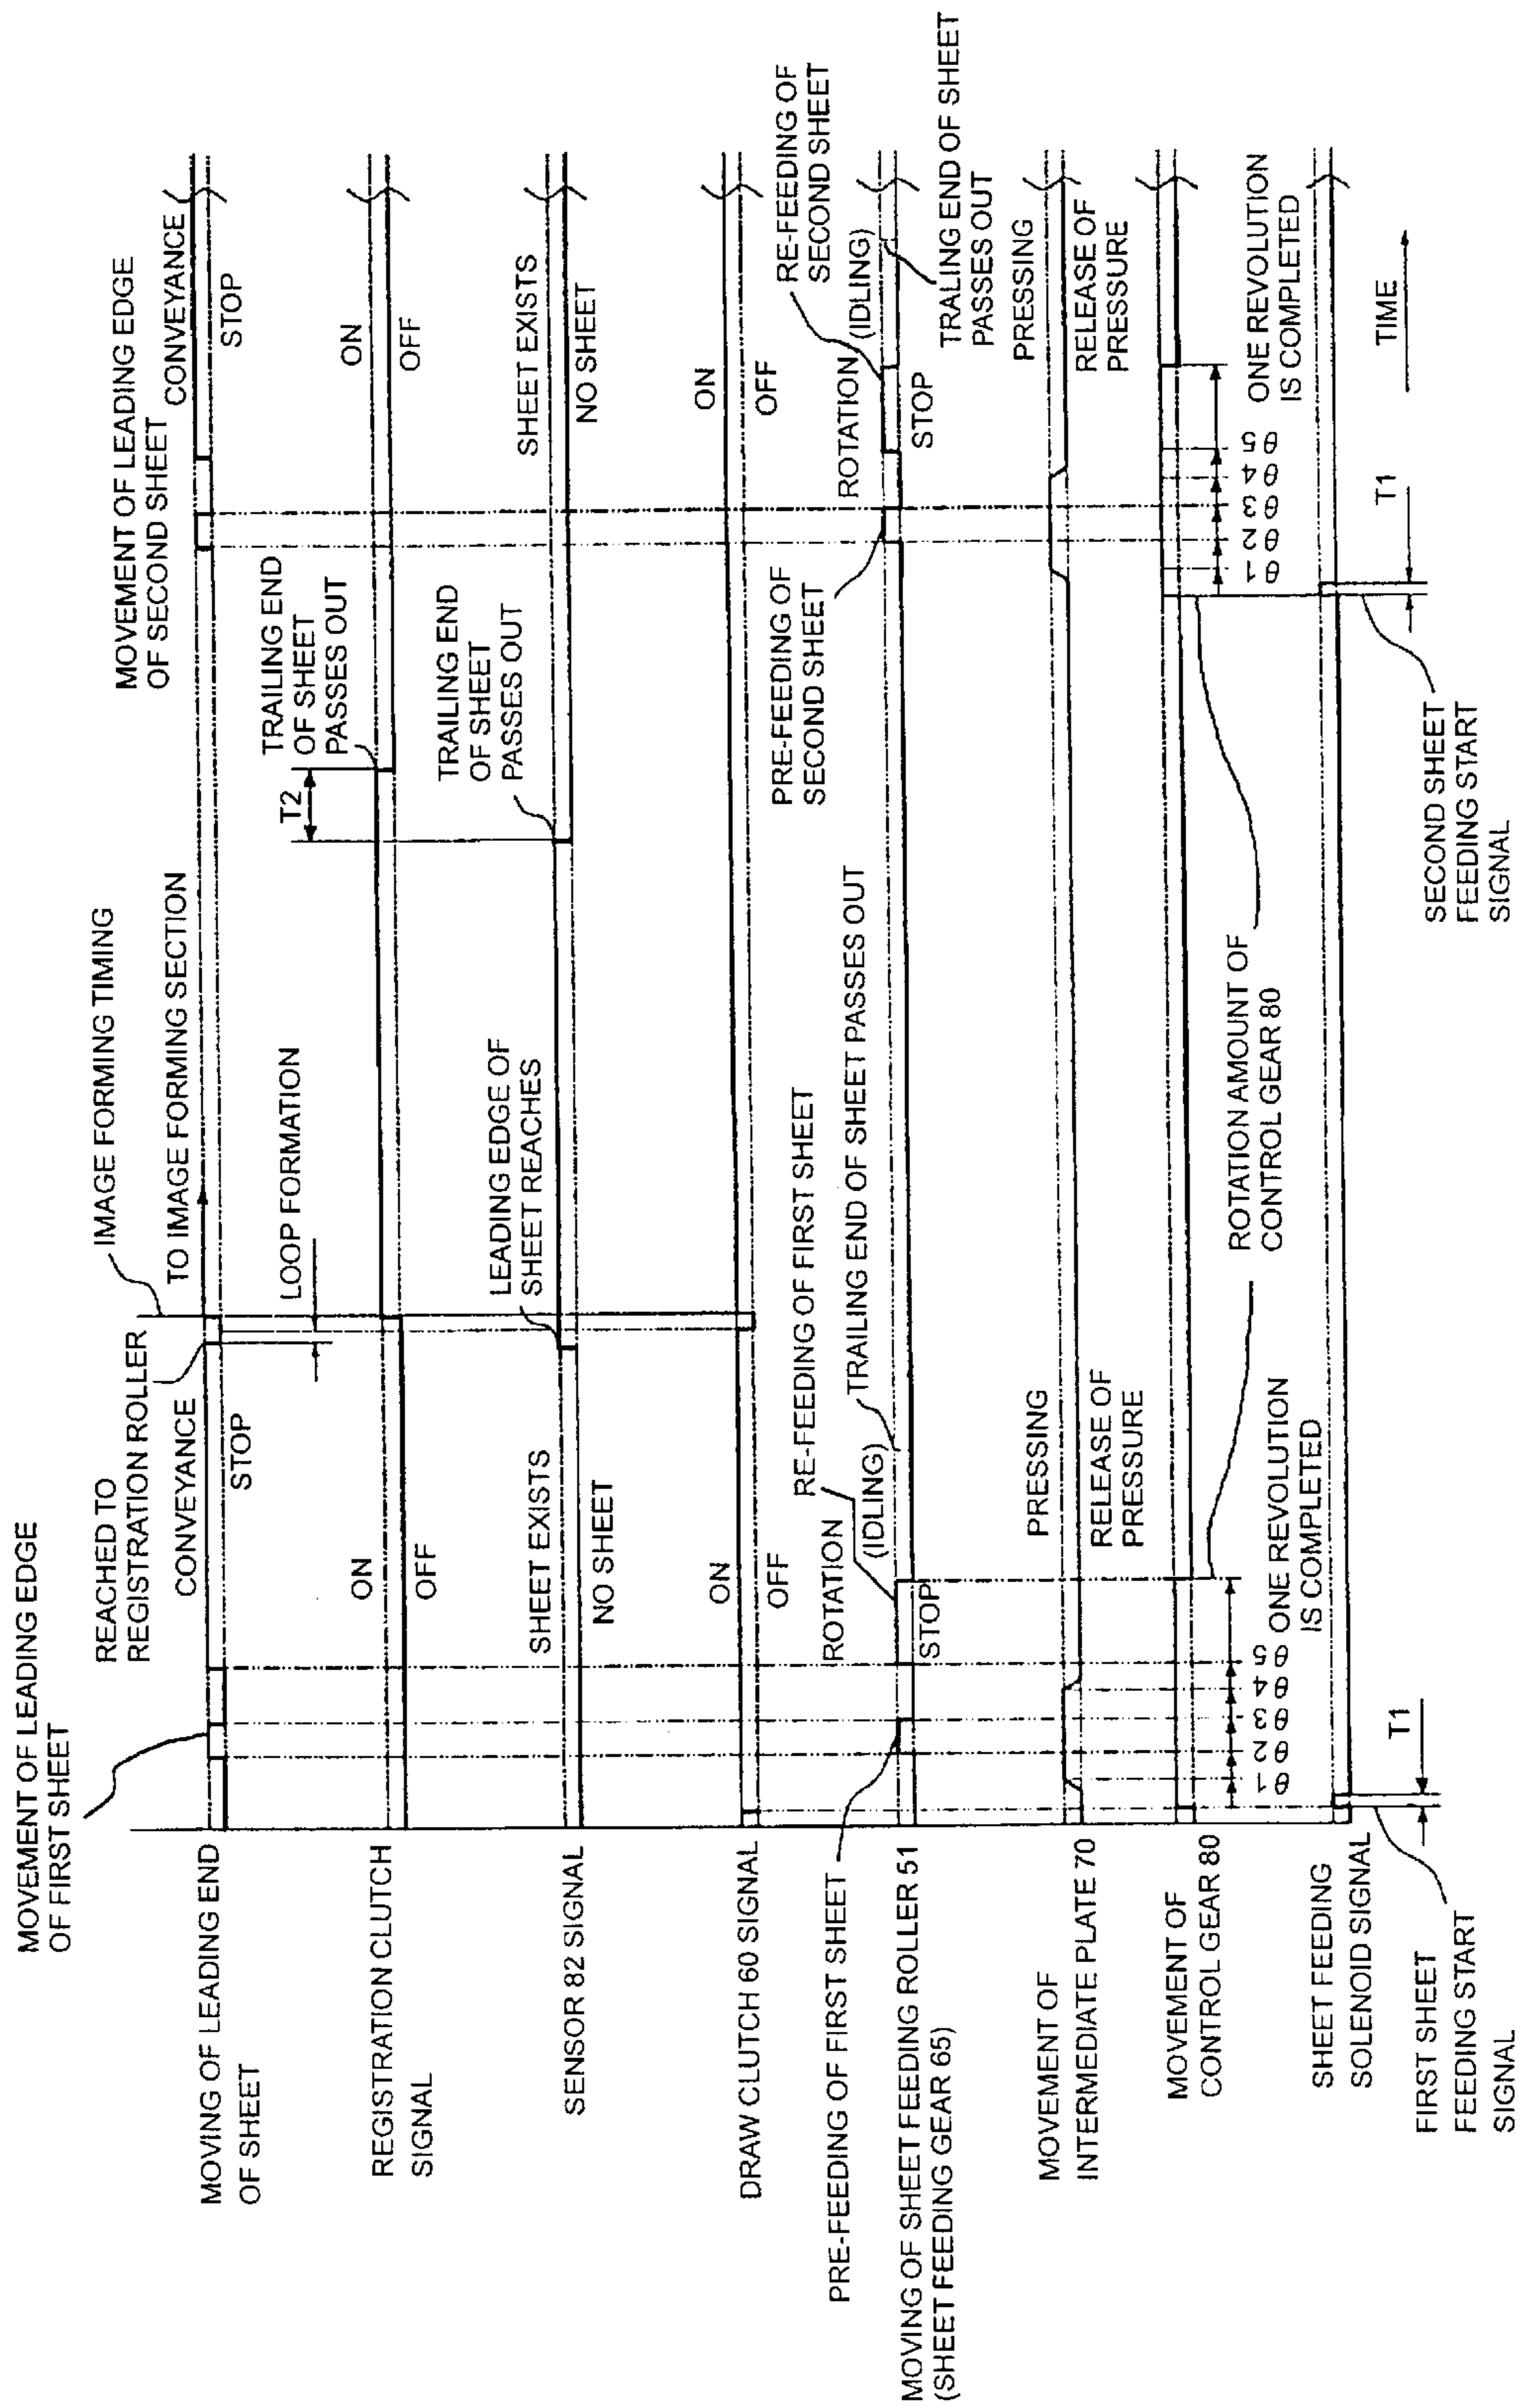 MOVEMENT OF LEADING EDGE
OF FIRST SHEET
REACHED TO
REGISTRATION ROLLER
IMAGE FORMING TIMING
TO IMAGE FORMING SECTION
MOVEMENT OF LEADING EDGE
OF SECOND SHEET
MOVING OF LEADING END
OF SHEET
CONVEYANCE
STOP
CONVEYANCE
STOP
LOOP FORMATION
REGISTRATION CLUTCH
SIGNAL
ON
OFF
T2
TRAILING END
OF SHEET
PASSES OUT
ON
OFF
SENSOR 82 SIGNAL
SHEET EXISTS
NO SHEET
LEADING EDGE OF
SHEET REACHES
TRAILING END
OF SHEET
PASSES OUT
SHEET EXISTS
NO SHEET
DRAW CLUTCH 60 SIGNAL
ON
OFF
ON
OFF
PRE-FEEDING OF FIRST SHEET
MOVING OF SHEET FEEDING ROLLER 51
(SHEET FEEDING GEAR 65)
ROTATION
(IDLING)
STOP
RE-FEEDING OF FIRST SHEET
TRAILING END OF SHEET PASSES OUT
PRE-FEEDING OF
SECOND SHEET
ROTATION
(IDLING)
STOP
RE-FEEDING OF
SECOND SHEET
TRALING END OF SHEET
PASSES OUT
MOVEMENT OF
INTERMEDIATE PLATE 70
PRESSING
RELEASE OF
PRESSURE
PRESSING
RELEASE OF
PRESSURE
MOVEMENT OF
CONTROL GEAR 80
θ1
θ2
θ3
θ4
θ5
ONE REVOLUTION
IS COMPLETED
ROTATION AMOUNT OF
CONTROL GEAR 80
θ1
θ2
θ3
θ4
θ5
ONE REVOLUTION
IS COMPLETED
SHEET FEEDING
SOLENOID SIGNAL
T1
FIRST SHEET
FEEDING START
SIGNAL
T1
SECOND SHEET
FEEDING START
SIGNAL
TIME